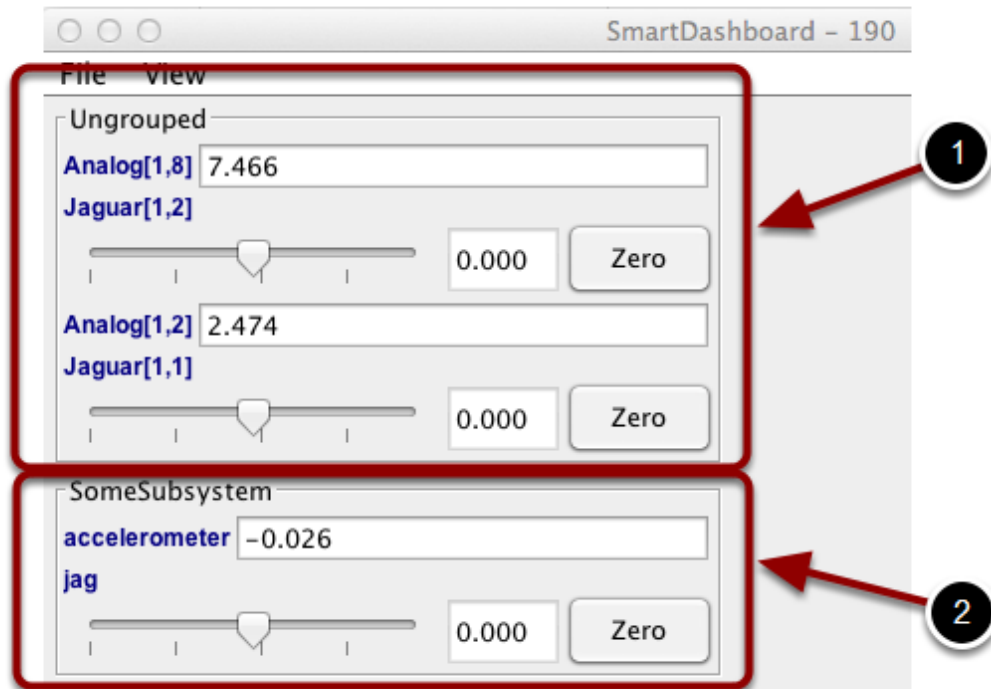 SmartDashboard – 190
File View
Ungrouped
1
Analog[1,8] 7.466
Jaguar[1,2]
0.000 Zero
Analog[1,2] 2.474
Jaguar[1,1]
0.000 Zero
SomeSubsystem
accelerometer –0.026
jag
2
0.000 Zero